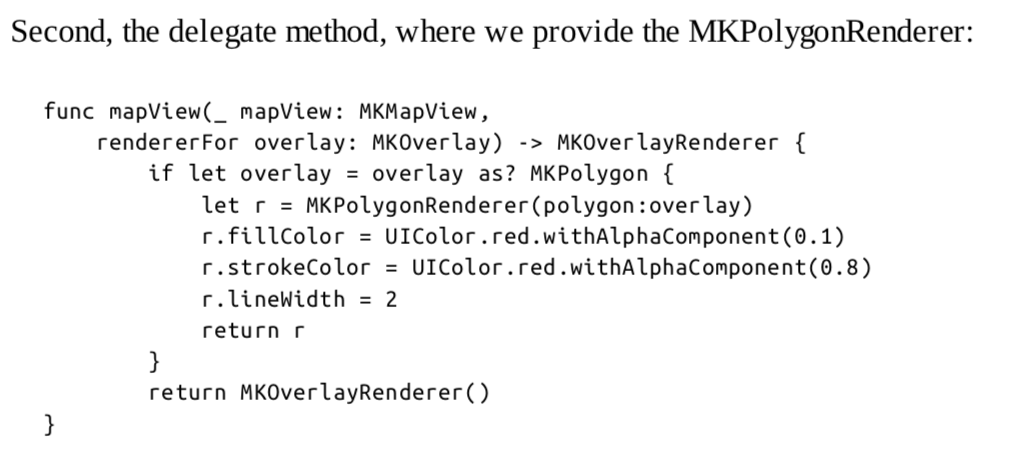 Second, the delegate method, where we provide the MKPolygonRenderer:
func mapView(_ mapView: MKMapView,
    rendererFor overlay: MKOverlay) -> MKOverlayRenderer {
        if let overlay = overlay as? MKPolygon {
            let r = MKPolygonRenderer(polygon:overlay)
            r.fillColor = UIColor.red.withAlphaComponent(0.1)
            r.strokeColor = UIColor.red.withAlphaComponent(0.8)
            r.lineWidth = 2
            return r
        }
        return MKOverlayRenderer()
}